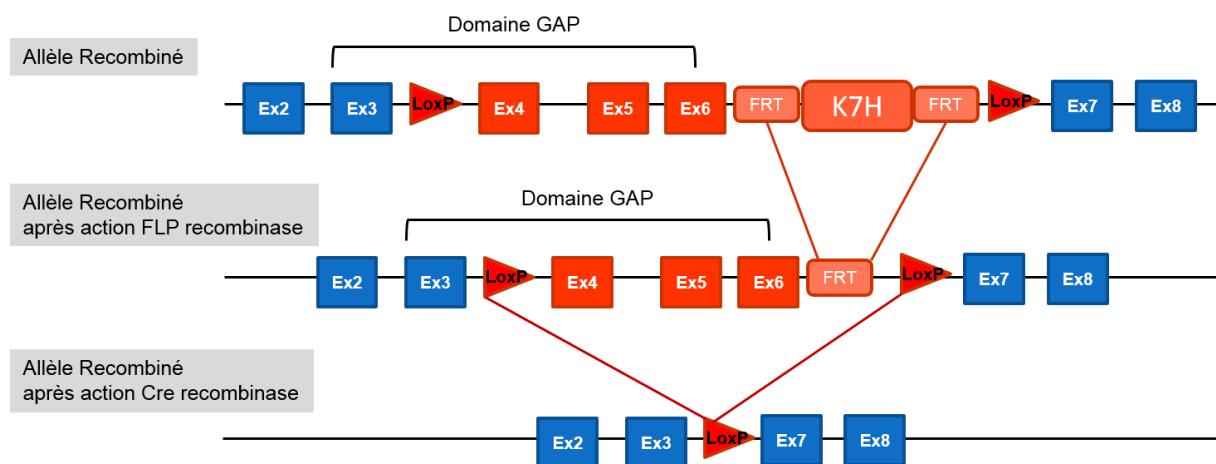 Domaine GAP
Allèle Recombiné
Ex2 Ex3 LoxP Ex4 Ex5 Ex6 FRT K7H FRT LoxP Ex7 Ex8
Allèle Recombiné
après action FLP recombinase
Domaine GAP
Ex2 Ex3 LoxP Ex4 Ex5 Ex6 FRT LoxP Ex7 Ex8
Allèle Recombiné
après action Cre recombinase
Ex2 Ex3 LoxP Ex7 Ex8